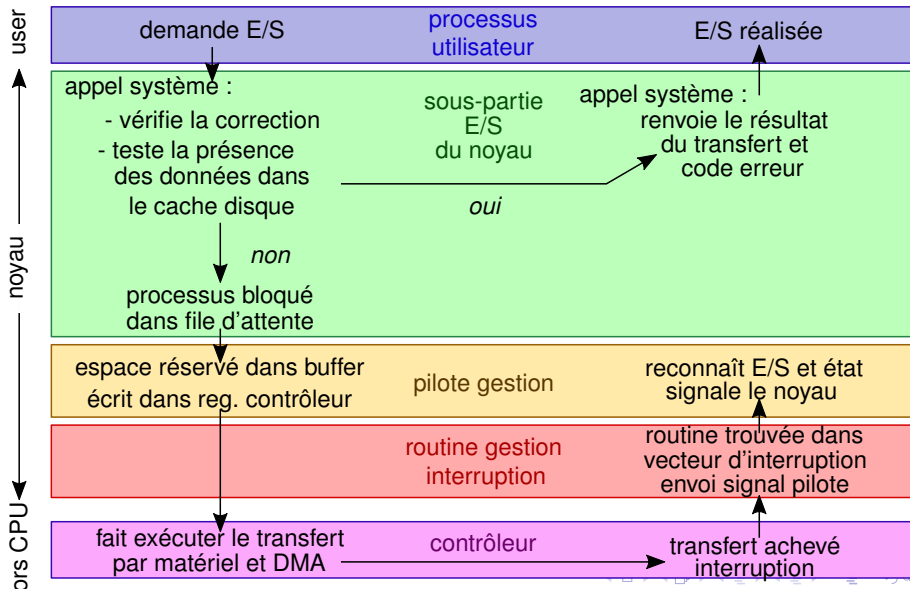 user
demande E/S
processus
utilisateur
E/S réalisée
noyau
appel système :
- vérifie la correction
- teste la présence
des données dans
le cache disque
sous-partie
E/S
du noyau
oui
appel système :
renvoie le résultat
du transfert et
code erreur
non
processus bloqué
dans file d'attente
espace réservé dans buffer
écrit dans reg. contrôleur
pilote gestion
reconnaît E/S et état
signale le noyau
routine gestion
interruption
routine trouvée dans
vecteur d'interruption
envoi signal pilote
ors CPU
fait exécuter le transfert
par matériel et DMA
contrôleur
transfert achevé
interruption